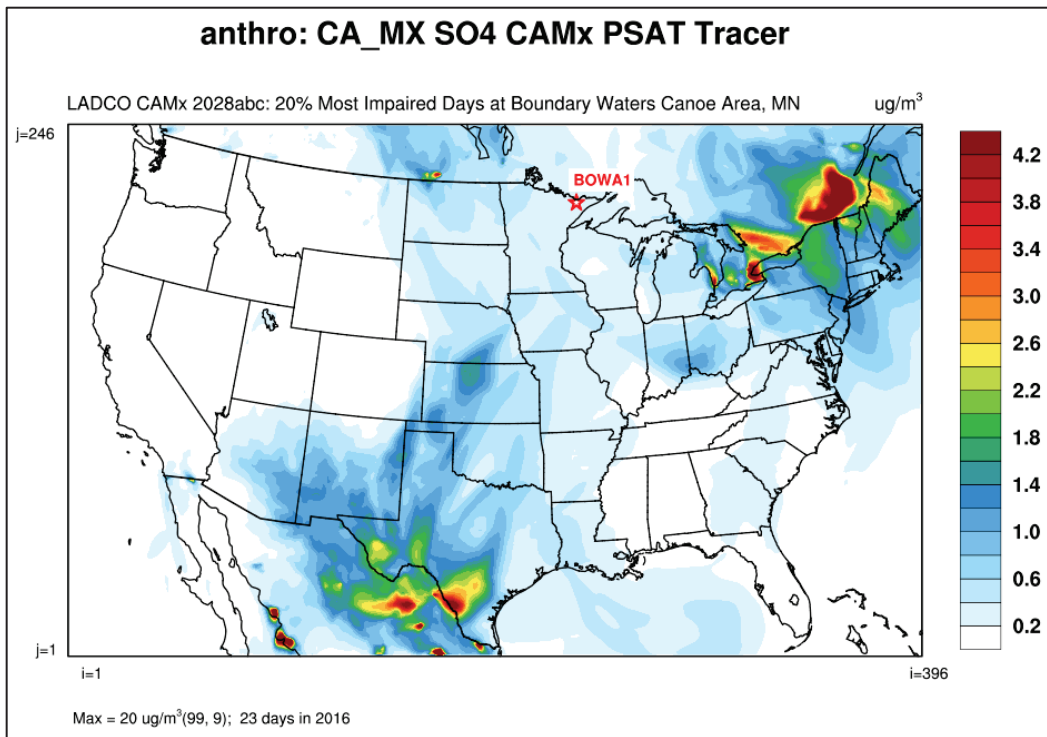 anthro: CA_MX SO4 CAMx PSAT Tracer
LADCO CAMx 2028abc: 20% Most Impaired Days at Boundary Waters Canoe Area, MN ug/m³
j=246
BOWA1
4.2
3.8
3.4
3.0
2.6
2.2
1.8
1.4
1.0
0.6
0.2
j=1
i=1 i=396
Max = 20 ug/m³(99, 9); 23 days in 2016